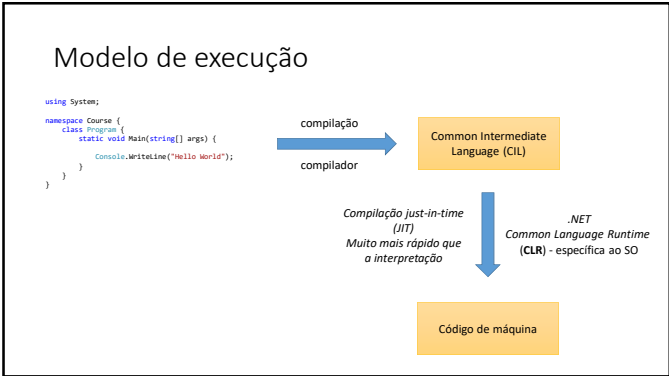 Modelo de execução
using System;
namespace Course {
class Program {
static void Main(string[] args) {
Console.WriteLine("Hello World");
}
}
}
compilação
compilador
Common Intermediate
Language (CIL)
Compilação just-in-time
(JIT)
Muito mais rápido que
a interpretação
.NET
Common Language Runtime
(CLR) - específica ao SO
Código de máquina